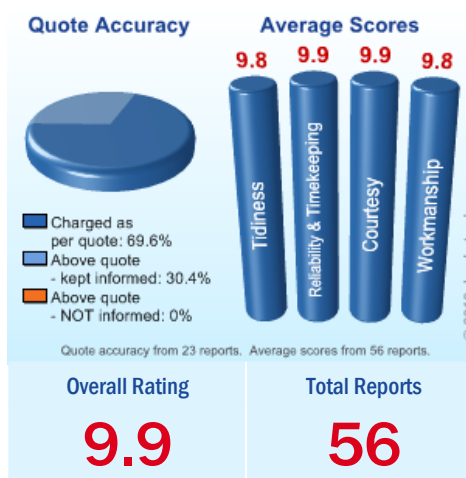 Quote Accuracy
Average Scores
9.8
9.9
9.9
9.8
Tidiness
Reliability & Timekeeping
Courtesy
Workmanship
Charged as
per quote: 69.6%
Above quote
- kept informed: 30.4%
Above quote
- NOT informed: 0%
Quote accuracy from 23 reports. Average scores from 56 reports.
Overall Rating
Total Reports
9.9
56